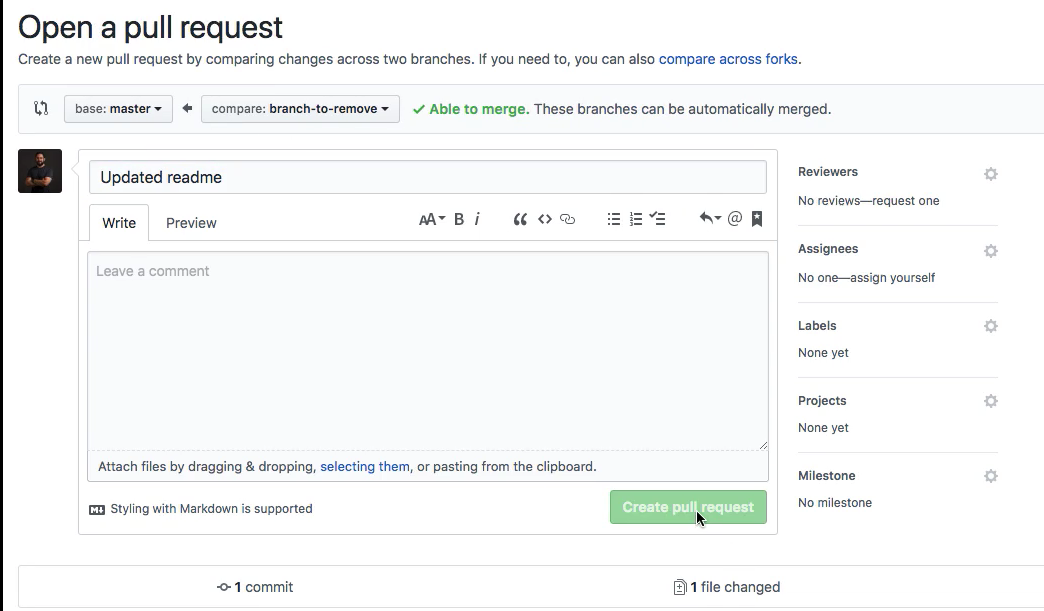 Open a pull request
Create a new pull request by comparing changes across two branches. If you need to, you can also compare across forks.
base: master compare: branch-to-remove ✓ Able to merge. These branches can be automatically merged.
Updated readme
Write Preview AA B i @
Leave a comment
Attach files by dragging & dropping, selecting them, or pasting from the clipboard.
Styling with Markdown is supported
Create pull request
Reviewers
No reviews—request one
Assignees
No one—assign yourself
Labels
None yet
Projects
None yet
Milestone
No milestone
1 commit 1 file changed